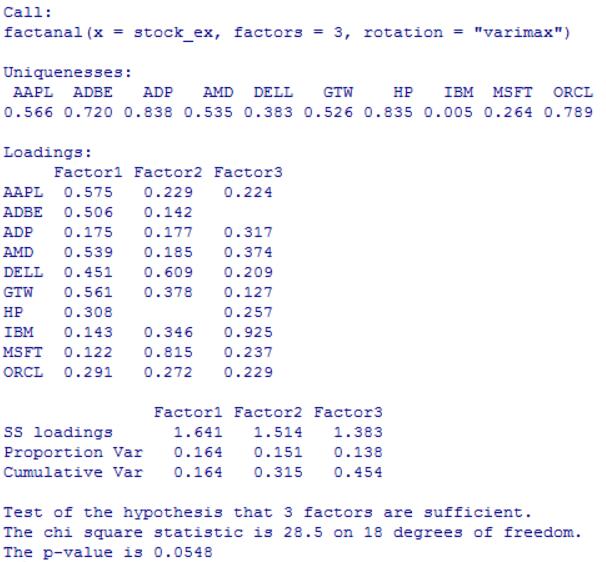 Call:
factanal(x = stock_ex, factors = 3, rotation = "varimax")
Uniquenesses:
AAPL ADBE ADP AMD DELL GTW HP IBM MSFT ORCL
0.566 0.720 0.838 0.535 0.383 0.526 0.835 0.005 0.264 0.789
Loadings:
Factor1 Factor2 Factor3
AAPL 0.575 0.229 0.224
ADBE 0.506 0.142
ADP 0.175 0.177 0.317
AMD 0.539 0.185 0.374
DELL 0.451 0.609 0.209
GTW 0.561 0.378 0.127
HP 0.308 0.257
IBM 0.143 0.346 0.925
MSFT 0.122 0.815 0.237
ORCL 0.291 0.272 0.229
Factor1 Factor2 Factor3
SS loadings 1.641 1.514 1.383
Proportion Var 0.164 0.151 0.138
Cumulative Var 0.164 0.315 0.454
Test of the hypothesis that 3 factors are sufficient.
The chi square statistic is 28.5 on 18 degrees of freedom.
The p-value is 0.0548